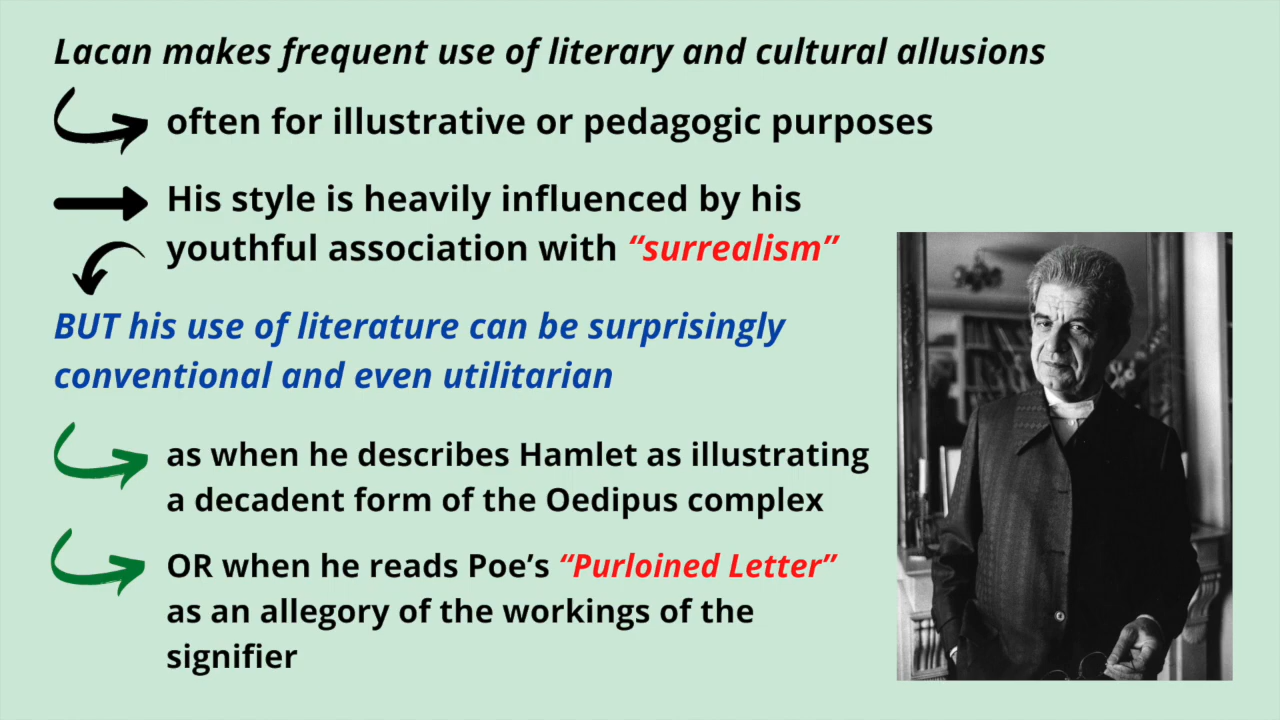 Lacan makes frequent use of literary and cultural allusions
often for illustrative or pedagogic purposes
His style is heavily influenced by his
youthful association with “surrealism”
BUT his use of literature can be surprisingly
conventional and even utilitarian
as when he describes Hamlet as illustrating
a decadent form of the Oedipus complex
OR when he reads Poe’s “Purloined Letter”
as an allegory of the workings of the
signifier